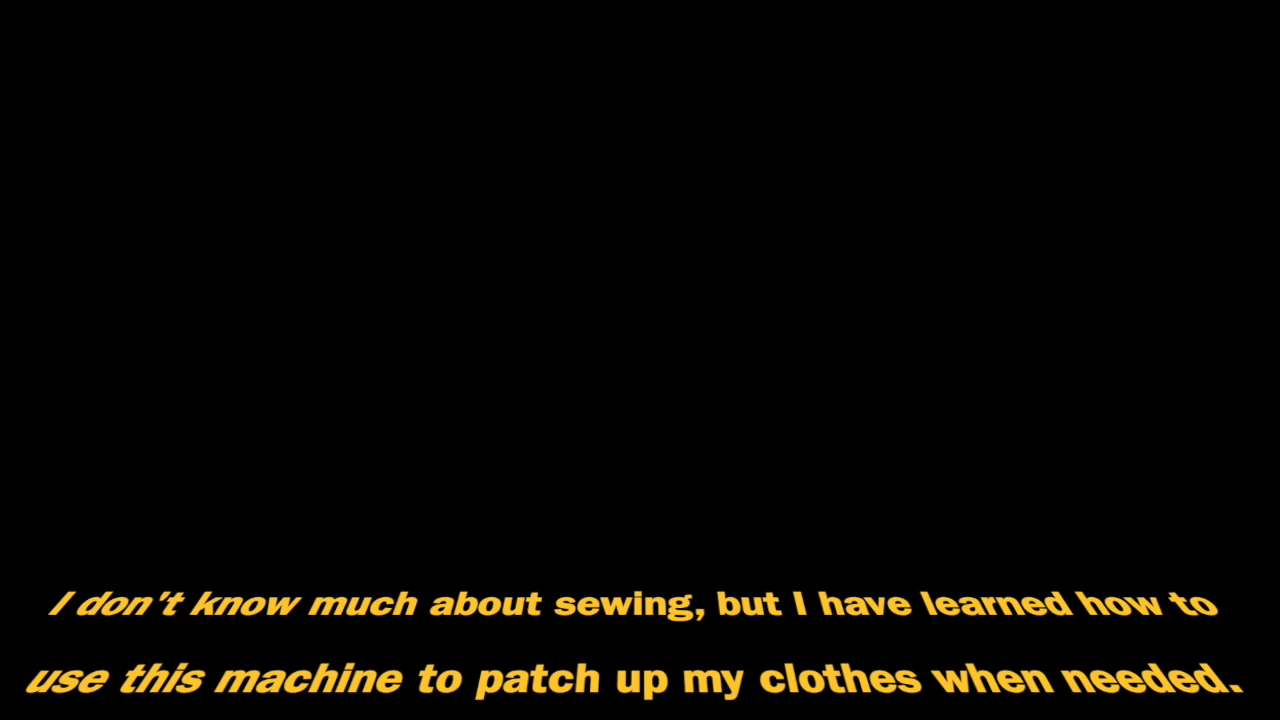 I don't know much about sewing, but I have learned how to
use this machine to patch up my clothes when needed.